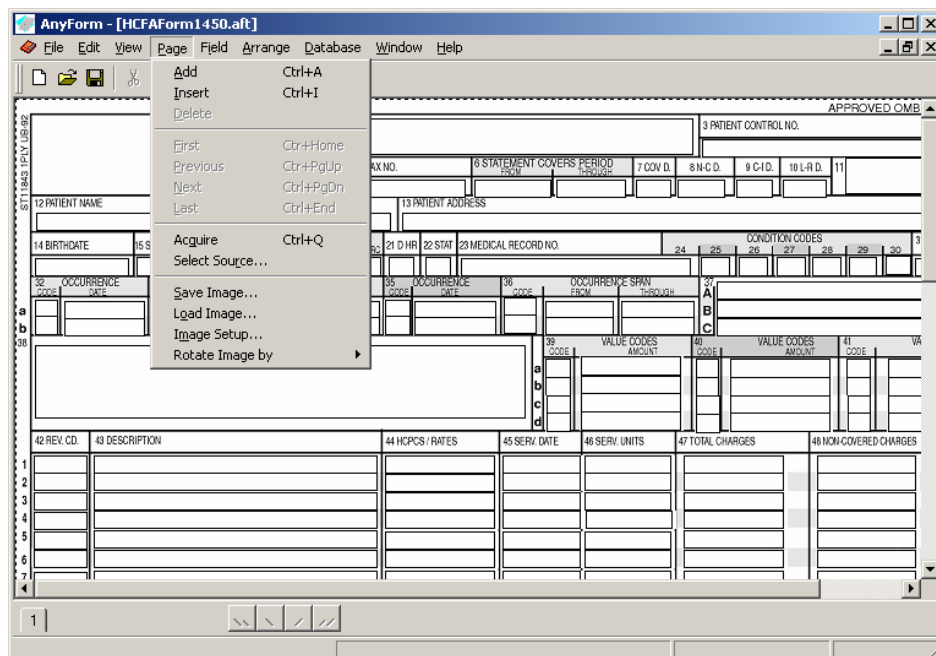 AnyForm - [HCFAForm1450.aft]
File Edit View Page Field Arrange Database Window Help
Add Ctrl+A
Insert Ctrl+I
Delete
First Ctr+Home
Previous Ctr+PgUp
Next Ctrl+PgDn
Last Ctrl+End
Acquire Ctrl+Q
Select Source...
Save Image...
Load Image...
Image Setup...
Rotate Image by
APPROVED OMB
ST11843 1PLY UB-92
3 PATIENT CONTROL NO.
AX NO. 6 STATEMENT COVERS PERIOD 7 COV D. 8 N-C D. 9 C-I D. 10 L-R D. 11
FROM THROUGH
12 PATIENT NAME 13 PATIENT ADDRESS
14 BIRTHDATE 15 S RC 21 D HR 22 STAT 23 MEDICAL RECORD NO. CONDITION CODES 3
24 25 26 27 28 29 30
32 OCCURRENCE 35 OCCURRENCE 36 OCCURRENCE SPAN 37
CODE DATE CODE DATE CODE FROM THROUGH A
a B
b C
38 39 VALUE CODES 40 VALUE CODES 41 VA
CODE AMOUNT CODE AMOUNT CODE
a
b
c
d
42 REV. CD. 43 DESCRIPTION 44 HCPCS / RATES 45 SERV. DATE 46 SERV. UNITS 47 TOTAL CHARGES 48 NON-COVERED CHARGES
1
2
3
4
5
6
7
1